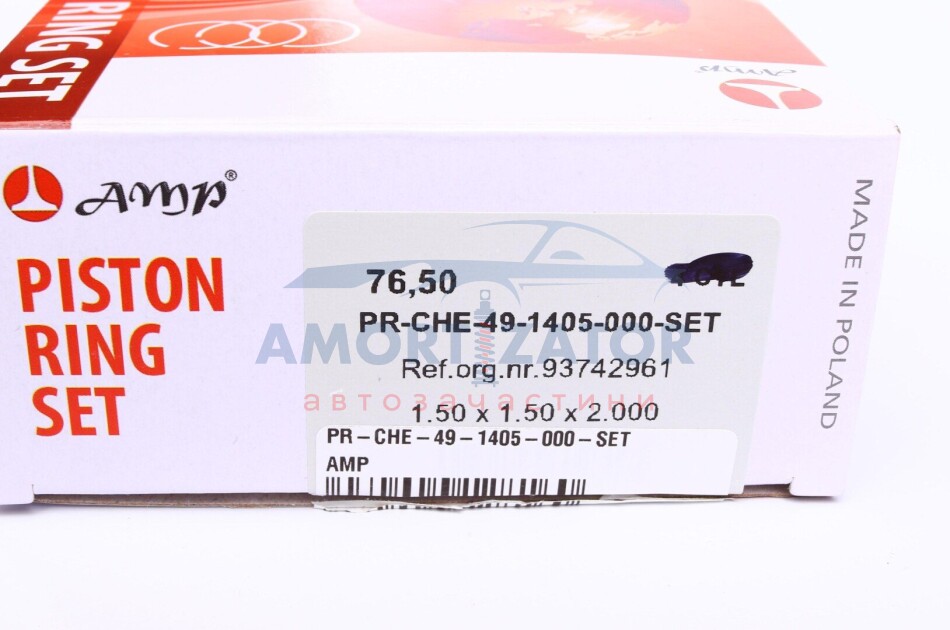 RING SET
AMP
AMP®
PISTON
RING
SET
MADE IN POLAND
76,50
PR-CHE-49-1405-000-SET
AMORTIZATOR
Ref.org.nr.93742961
автозапчастини
1.50 x 1.50 x 2.000
PR-CHE-49-1405-000-SET
AMP